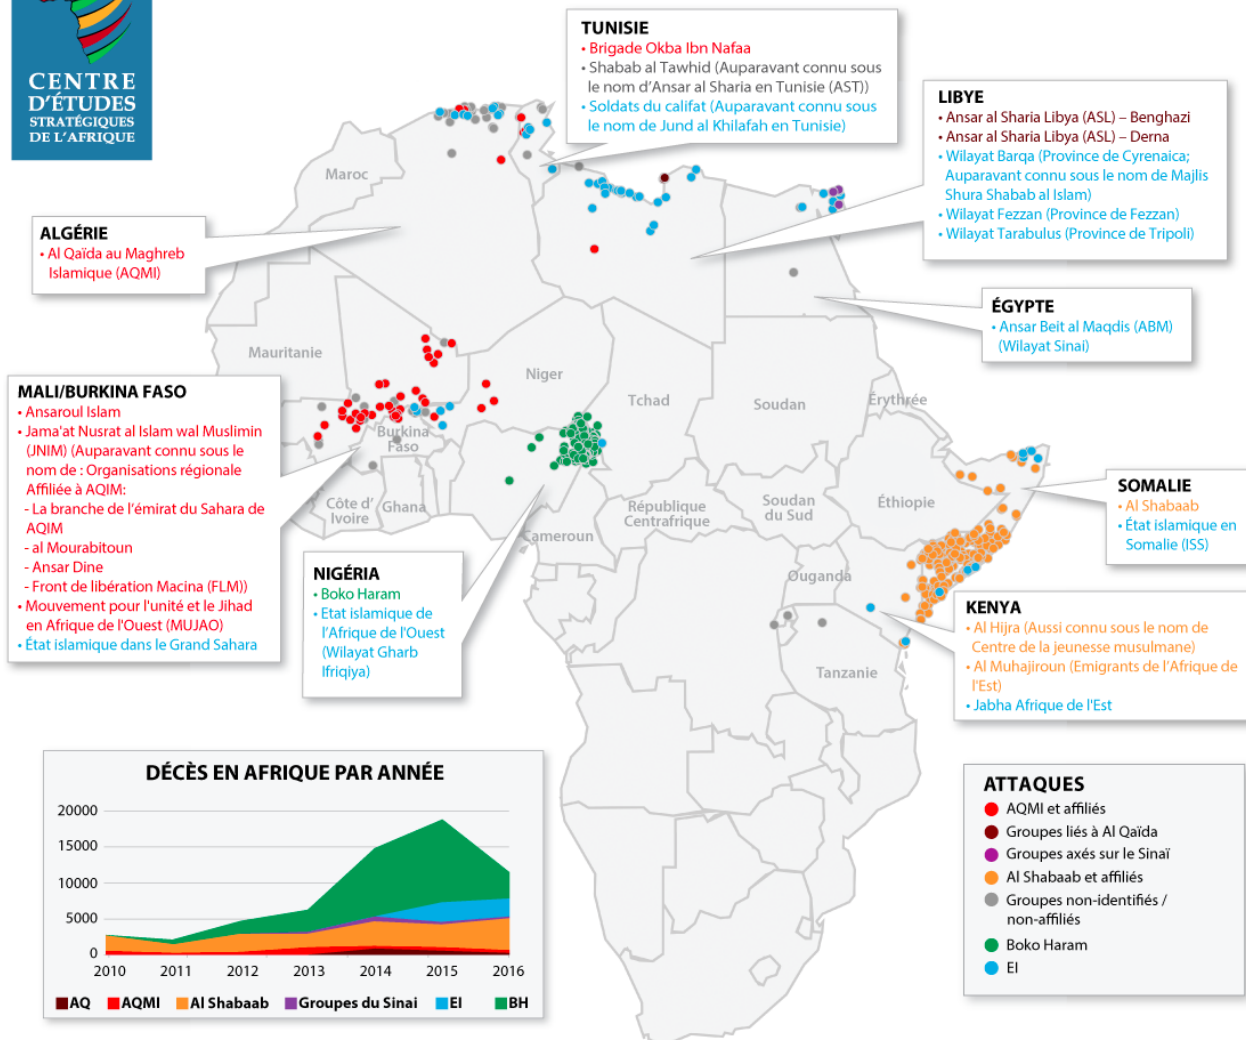 CENTRE
D'ÉTUDES
STRATÉGIQUES
DE L'AFRIQUE
TUNISIE
• Brigade Okba Ibn Nafaa
• Shabab al Tawhid (Auparavant connu sous
le nom d'Ansar al Sharia en Tunisie (AST))
• Soldats du califat (Auparavant connu sous
le nom de Jund al Khilafah en Tunisie)
LIBYE
• Ansar al Sharia Libya (ASL) – Benghazi
• Ansar al Sharia Libya (ASL) – Derna
• Wilayat Barqa (Province de Cyrenaica;
Auparavant connu sous le nom de Majlis
Shura Shabab al Islam)
• Wilayat Fezzan (Province de Fezzan)
• Wilayat Tarabulus (Province de Tripoli)
Maroc
ALGÉRIE
• Al Qaïda au Maghreb
Islamique (AQMI)
ÉGYPTE
• Ansar Beit al Maqdis (ABM)
(Wilayat Sinai)
Mauritanie
Niger
Tchad
Soudan
Érythrée
MALI/BURKINA FASO
• Ansaroul Islam
• Jama'at Nusrat al Islam wal Muslimin
(JNIM) (Auparavant connu sous le
nom de : Organisations régionale
Affiliée à AQIM:
- La branche de l'émirat du Sahara de
AQIM
- al Mourabitoun
- Ansar Dine
- Front de libération Macina (FLM))
• Mouvement pour l'unité et le Jihad
en Afrique de l'Ouest (MUJAO)
• État islamique dans le Grand Sahara
Burkina
Faso
Côte d'
Ivoire
Ghana
Cameroun
République
Centrafrique
Soudan
du Sud
Éthiopie
Ouganda
Tanzanie
SOMALIE
• Al Shabaab
• État islamique en
Somalie (ISS)
NIGÉRIA
• Boko Haram
• Etat islamique de
l'Afrique de l'Ouest
(Wilayat Gharb
Ifriqiya)
KENYA
• Al Hijra (Aussi connu sous le nom de
Centre de la jeunesse musulmane)
• Al Muhajiroun (Emigrants de l'Afrique de
l'Est)
• Jabha Afrique de l'Est
DÉCÈS EN AFRIQUE PAR ANNÉE
20000
15000
10000
5000
0
2010 2011 2012 2013 2014 2015 2016
AQ AQMI Al Shabaab Groupes du Sinai EI BH
ATTAQUES
AQMI et affiliés
Groupes liés à Al Qaïda
Groupes axés sur le Sinaï
Al Shabaab et affiliés
Groupes non-identifiés /
non-affiliés
Boko Haram
EI